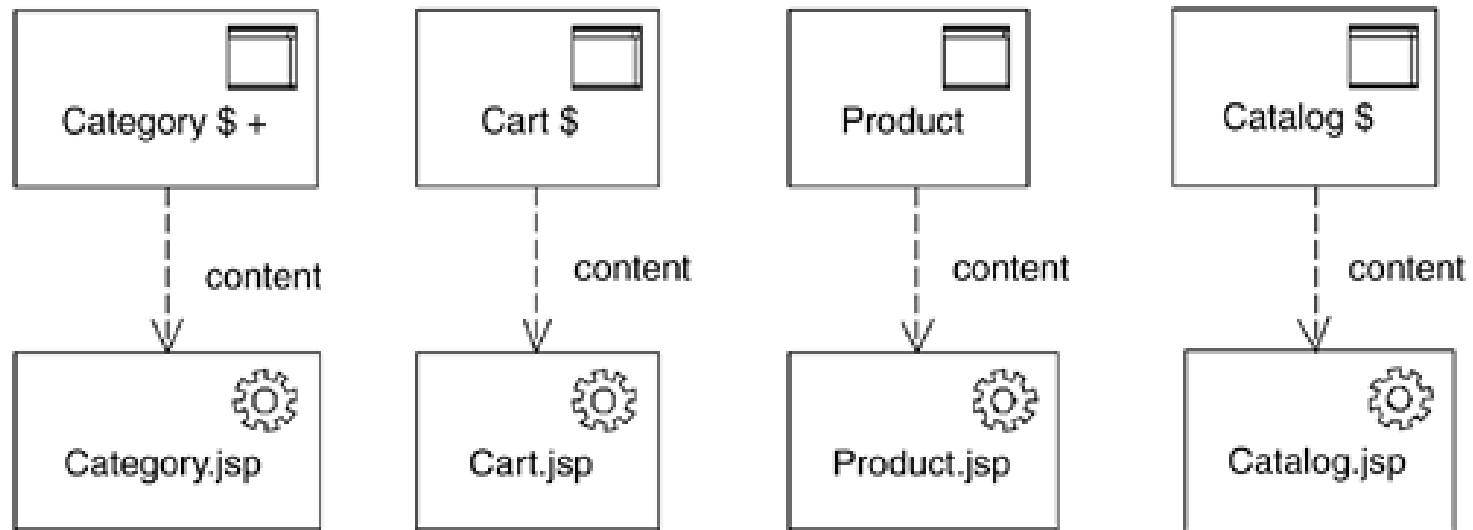 Category $ +
Cart $
Product
Catalog $
content
content
content
content
Category.jsp
Cart.jsp
Product.jsp
Catalog.jsp